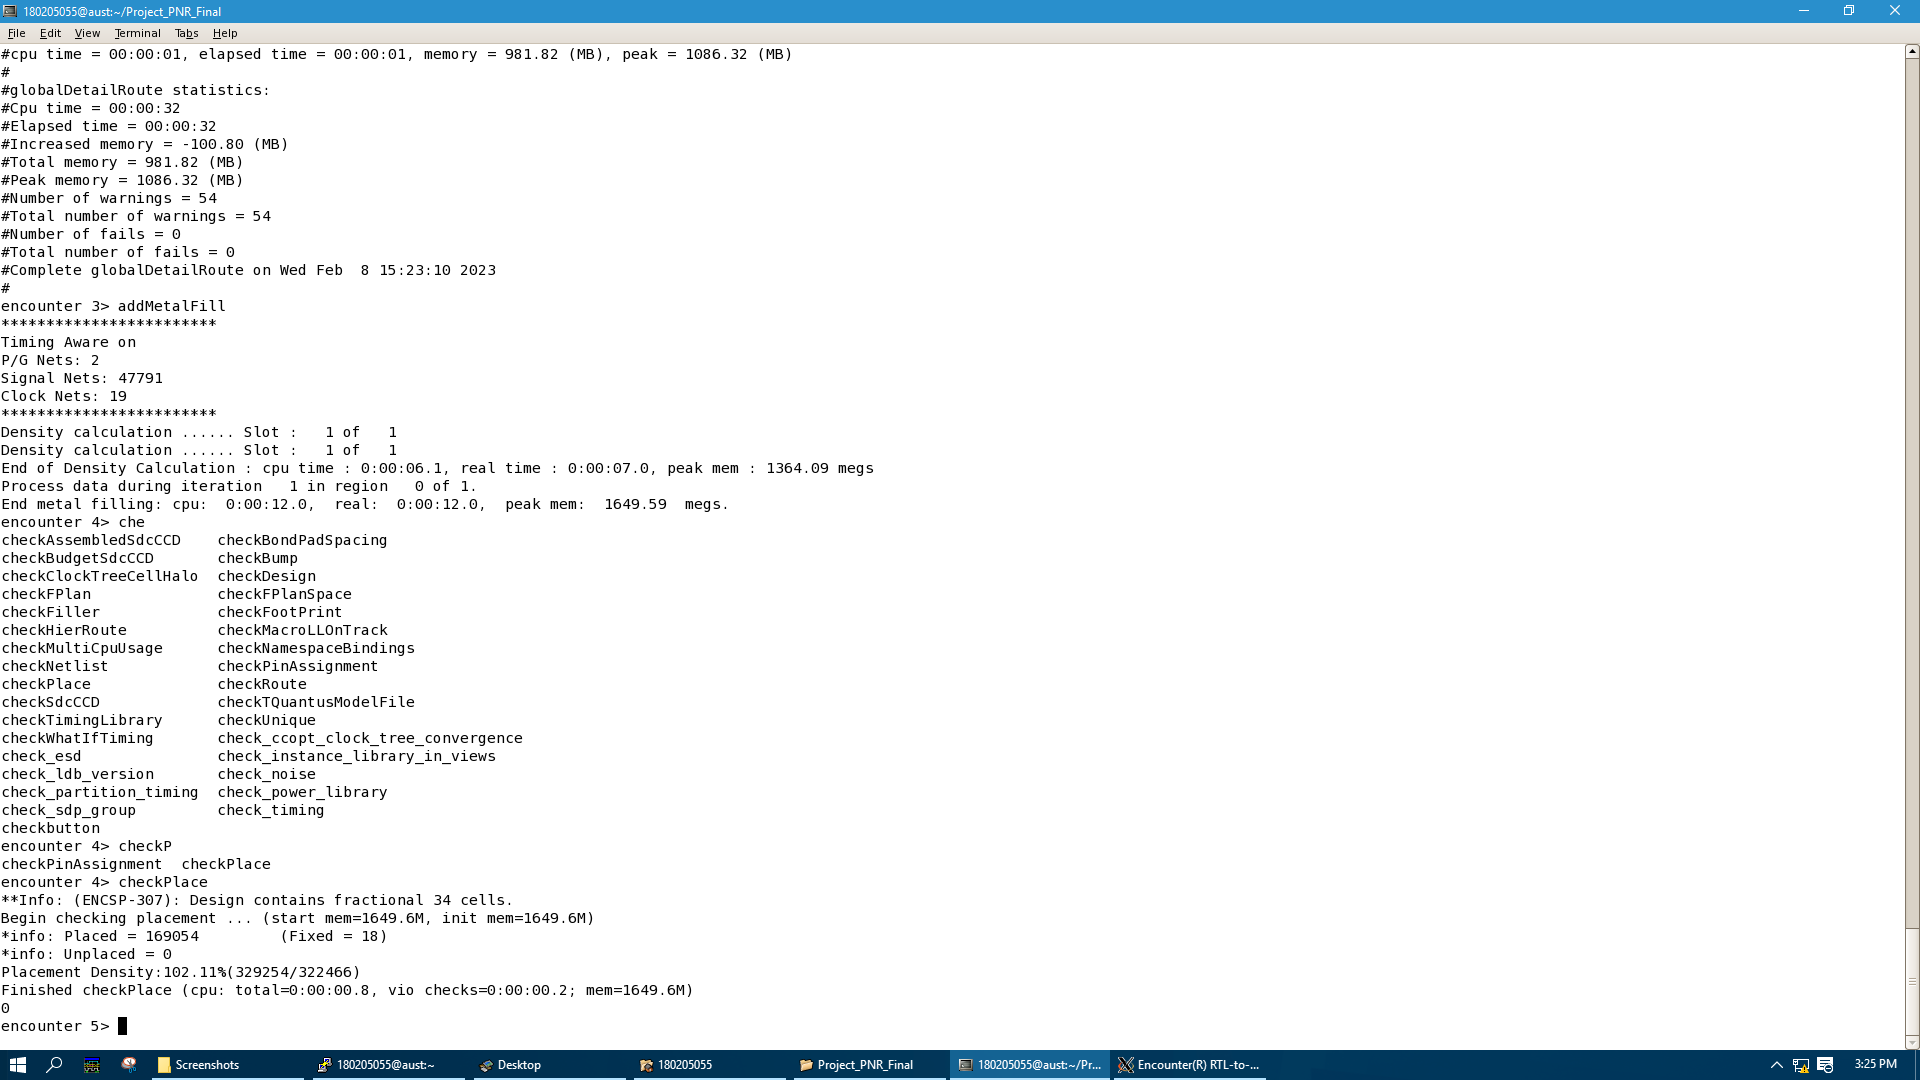 180205055@aust:~/Project_PNR_Final
File Edit View Terminal Tabs Help
#cpu time = 00:00:01, elapsed time = 00:00:01, memory = 981.82 (MB), peak = 1086.32 (MB)
#
#globalDetailRoute statistics:
#Cpu time = 00:00:32
#Elapsed time = 00:00:32
#Increased memory = -100.80 (MB)
#Total memory = 981.82 (MB)
#Peak memory = 1086.32 (MB)
#Number of warnings = 54
#Total number of warnings = 54
#Number of fails = 0
#Total number of fails = 0
#Complete globalDetailRoute on Wed Feb  8 15:23:10 2023
#
encounter 3> addMetalFill
************************
Timing Aware on
P/G Nets: 2
Signal Nets: 47791
Clock Nets: 19
************************
Density calculation ...... Slot :   1 of   1
Density calculation ...... Slot :   1 of   1
End of Density Calculation : cpu time : 0:00:06.1, real time : 0:00:07.0, peak mem : 1364.09 megs
Process data during iteration   1 in region   0 of 1.
End metal filling: cpu:  0:00:12.0,  real:  0:00:12.0,  peak mem:  1649.59  megs.
encounter 4> che
checkAssembledSdcCCD    checkBondPadSpacing
checkBudgetSdcCCD       checkBump
checkClockTreeCellHalo  checkDesign
checkFPlan              checkFPlanSpace
checkFiller             checkFootPrint
checkHierRoute          checkMacroLLOnTrack
checkMultiCpuUsage      checkNamespaceBindings
checkNetlist            checkPinAssignment
checkPlace              checkRoute
checkSdcCCD             checkTQuantusModelFile
checkTimingLibrary      checkUnique
checkWhatIfTiming       check_ccopt_clock_tree_convergence
check_esd               check_instance_library_in_views
check_ldb_version       check_noise
check_partition_timing  check_power_library
check_sdp_group         check_timing
checkbutton
encounter 4> checkP
checkPinAssignment  checkPlace
encounter 4> checkPlace
**Info: (ENCSP-307): Design contains fractional 34 cells.
Begin checking placement ... (start mem=1649.6M, init mem=1649.6M)
*info: Placed = 169054         (Fixed = 18)
*info: Unplaced = 0
Placement Density:102.11%(329254/322466)
Finished checkPlace (cpu: total=0:00:00.8, vio checks=0:00:00.2; mem=1649.6M)
0
encounter 5>
Screenshots 180205055@aust:~ Desktop 180205055 Project_PNR_Final 180205055@aust:~/Pr... Encounter(R) RTL-to-... 3:25 PM